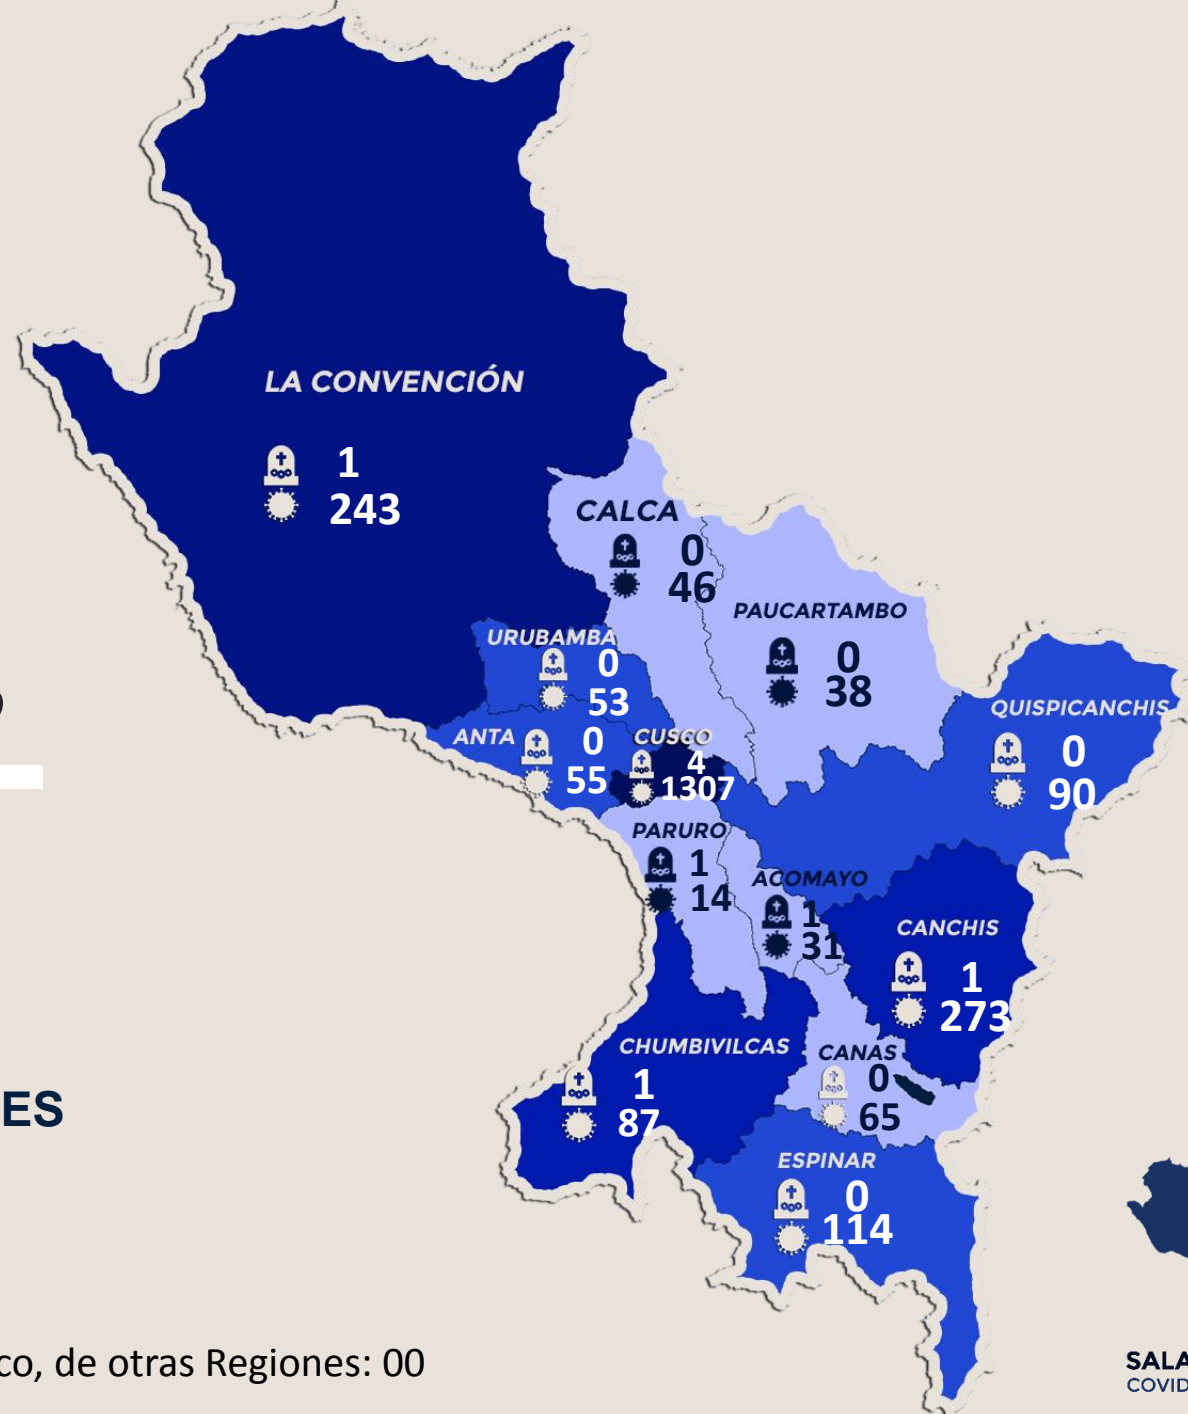 LA CONVENCIÓN
1
243
CALCA
0
46
PAUCARTAMBO
0
38
URUBAMBA
0
53
QUISPICANCHIS
0
90
ANTA
0
55
CUSCO
4
1307
PARURO
1
14
ACOMAYO
1
31
CANCHIS
1
273
CHUMBIVILCAS
1
87
CANAS
0
65
ES
ESPINAR
0
114
co, de otras Regiones: 00
SALA
COVID